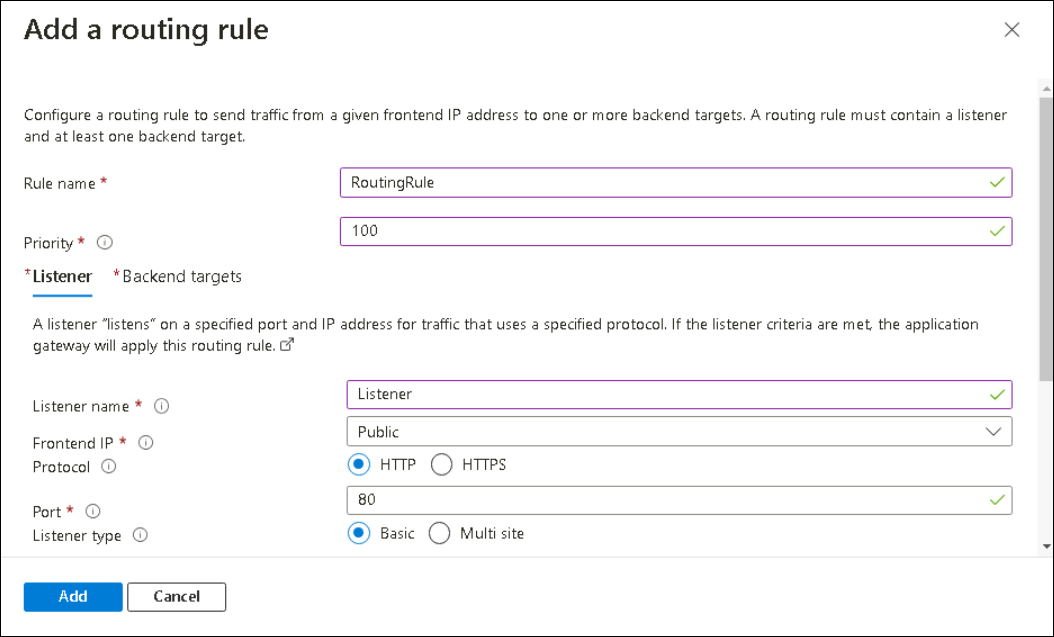 Add a routing rule
Configure a routing rule to send traffic from a given frontend IP address to one or more backend targets. A routing rule must contain a listener
and at least one backend target.
Rule name *
RoutingRule
Priority *
100
*Listener
*Backend targets
A listener “listens” on a specified port and IP address for traffic that uses a specified protocol. If the listener criteria are met, the application
gateway will apply this routing rule.
Listener name *
Listener
Frontend IP *
Public
Protocol
HTTP
HTTPS
Port *
80
Listener type
Basic
Multi site
Add
Cancel